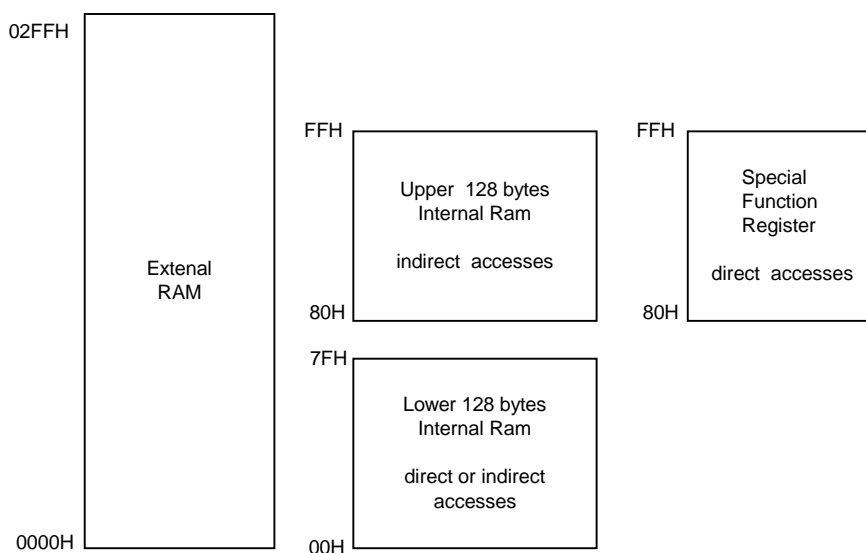 02FFH
Extenal
RAM
0000H
FFH
Upper 128 bytes
Internal Ram
indirect accesses
80H
7FH
Lower 128 bytes
Internal Ram
direct or indirect
accesses
00H
FFH
Special
Function
Register
direct accesses
80H